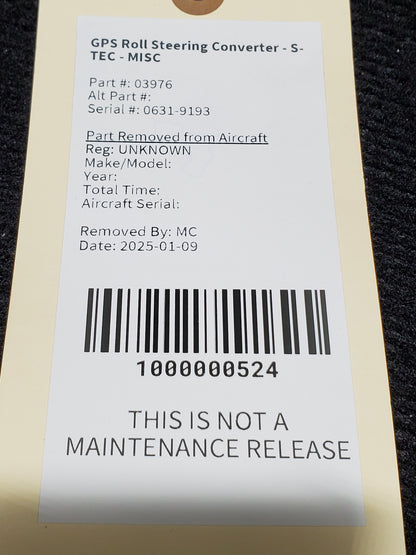 GPS Roll Steering Converter - S-
TEC - MISC
Part #: 03976
Alt Part #:
Serial #: 0631-9193
Part Removed from Aircraft
Reg: UNKNOWN
Make/Model:
Year:
Total Time:
Aircraft Serial:
Removed By: MC
Date: 2025-01-09
1000000524
THIS IS NOT A
MAINTENANCE RELEASE